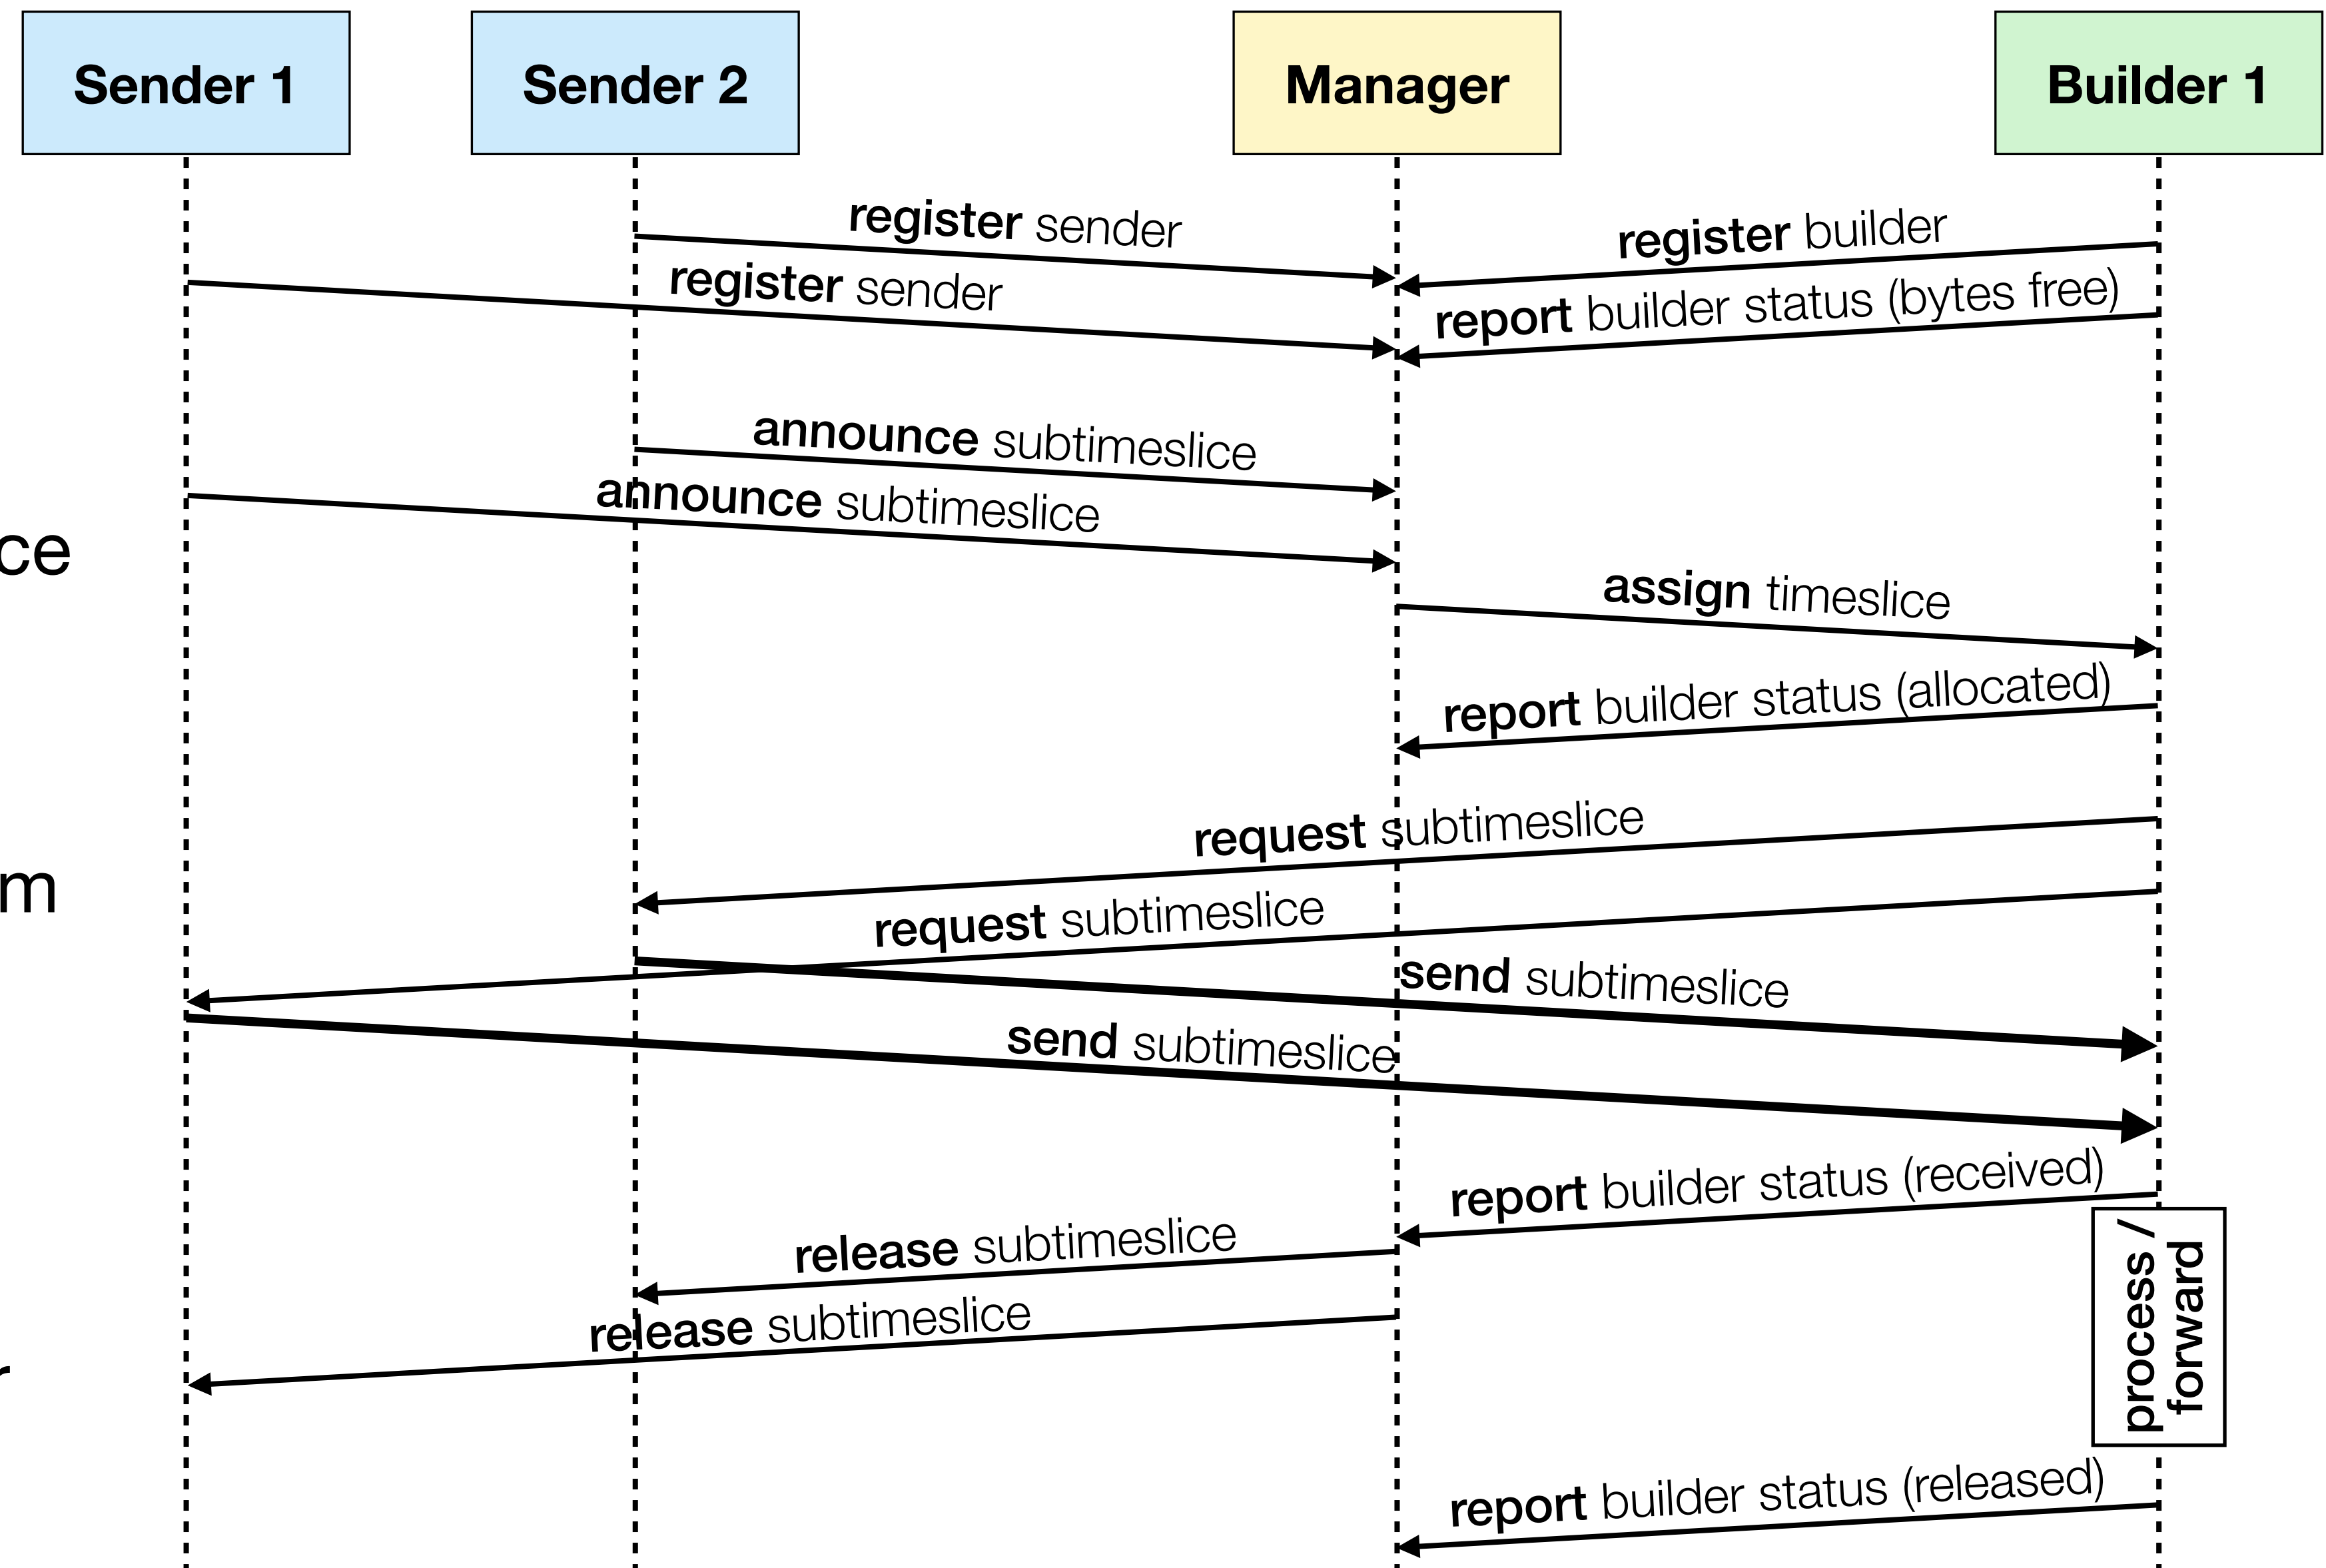 Sender 1
Sender 2
Manager
Builder 1
register sender
register builder
register sender
report builder status (bytes free)
announce subtimeslice
announce subtimeslice
ce
assign timeslice
report builder status (allocated)
request subtimeslice
m
request subtimeslice
send subtimeslice
send subtimeslice
report builder status (received)
release subtimeslice
release subtimeslice
process /
forward
report builder status (released)